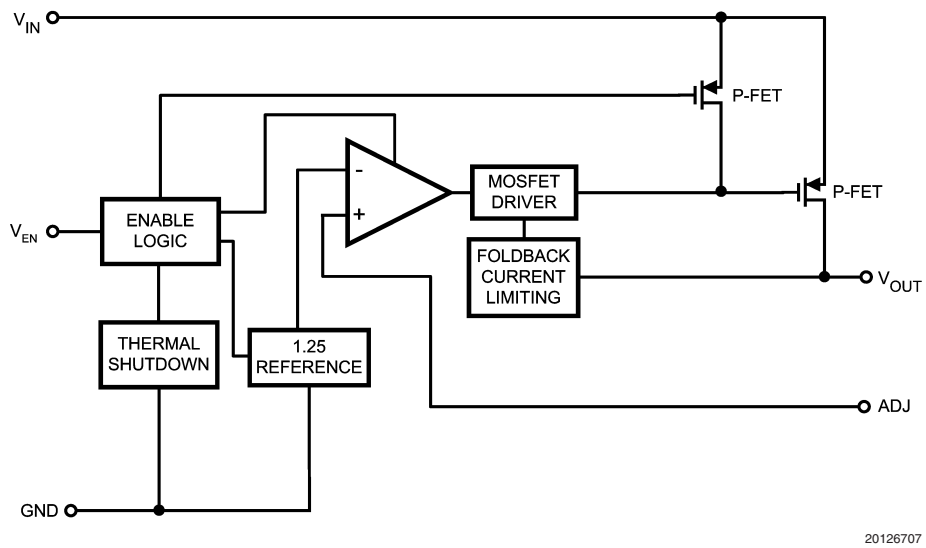 VIN
P-FET
MOSFET
DRIVER
P-FET
-
+
ENABLE
LOGIC
VEN
FOLDBACK
CURRENT
LIMITING
VOUT
THERMAL
SHUTDOWN
1.25
REFERENCE
ADJ
GND
20126707